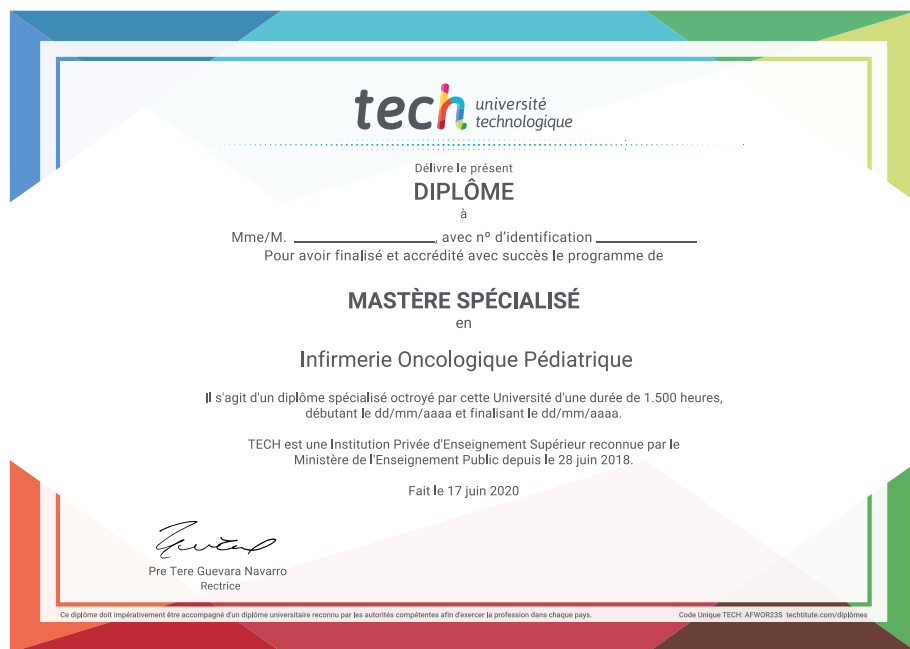 tech université
technologique
Délivre le présent
DIPLÔME
à
Mme/M. ____________, avec nº d'identification ____________
Pour avoir finalisé et accrédité avec succès le programme de
MASTÈRE SPÉCIALISÉ
en
Infirmerie Oncologique Pédiatrique
Il s'agit d'un diplôme spécialisé octroyé par cette Université d'une durée de 1.500 heures,
débutant le dd/mm/aaaa et finalisant le dd/mm/aaaa.
TECH est une Institution Privée d'Enseignement Supérieur reconnue par le
Ministère de l'Enseignement Public depuis le 28 juin 2018.
Fait le 17 juin 2020
Pre Tere Guevara Navarro
Rectrice
Ce diplôme doit impérativement être accompagné d'un diplôme universitaire reconnu par les autorités compétentes afin d'exercer la profession dans chaque pays.
Code Unique TECH: AFWOR23S techtitute.com/diplômes